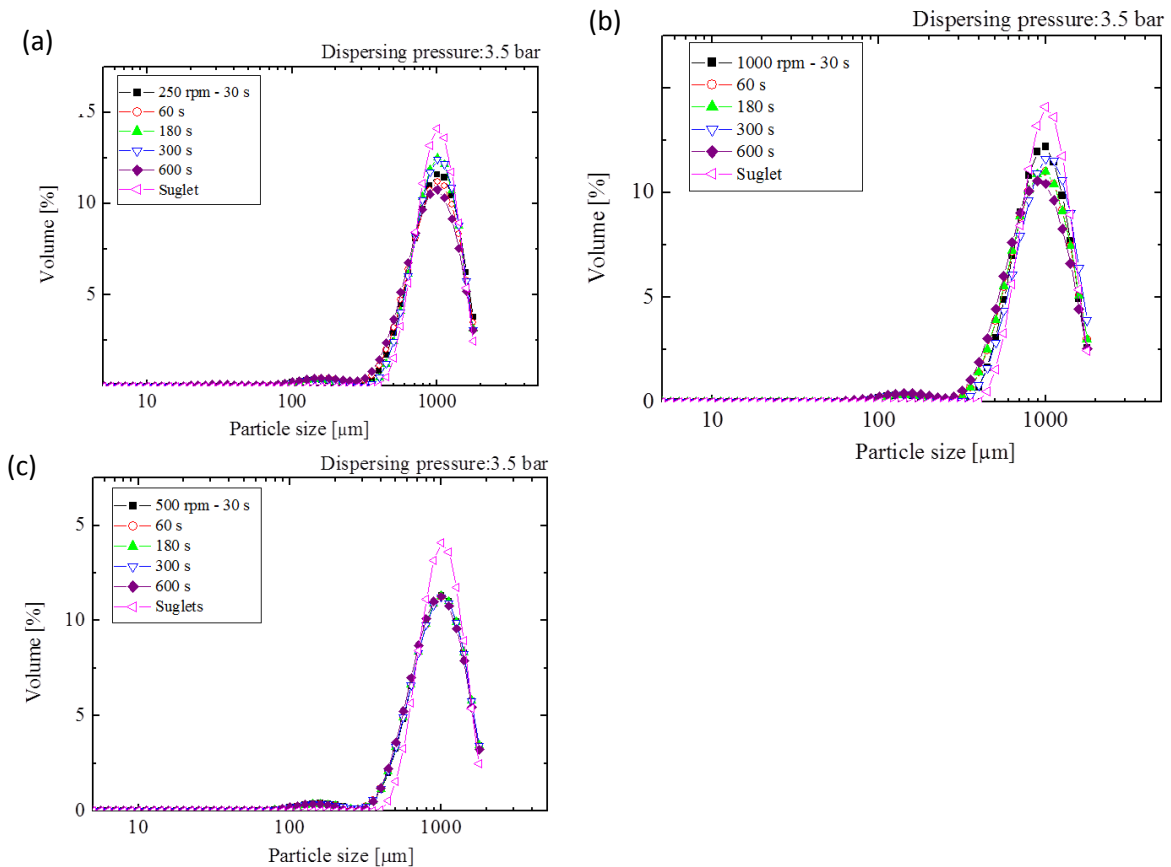 (a)
Dispersing pressure:3.5 bar
250 rpm - 30 s
60 s
180 s
300 s
600 s
Suglet
.5
10
5
Volume [%]
10
100
1000
Particle size [µm]
(b)
Dispersing pressure:3.5 bar
1000 rpm - 30 s
60 s
180 s
300 s
600 s
Suglet
10
5
0
Volume [%]
10
100
1000
Particle size [µm]
(c)
Dispersing pressure:3.5 bar
500 rpm - 30 s
60 s
180 s
300 s
600 s
Suglets
5
10
5
0
Volume [%]
10
100
1000
Particle size [µm]